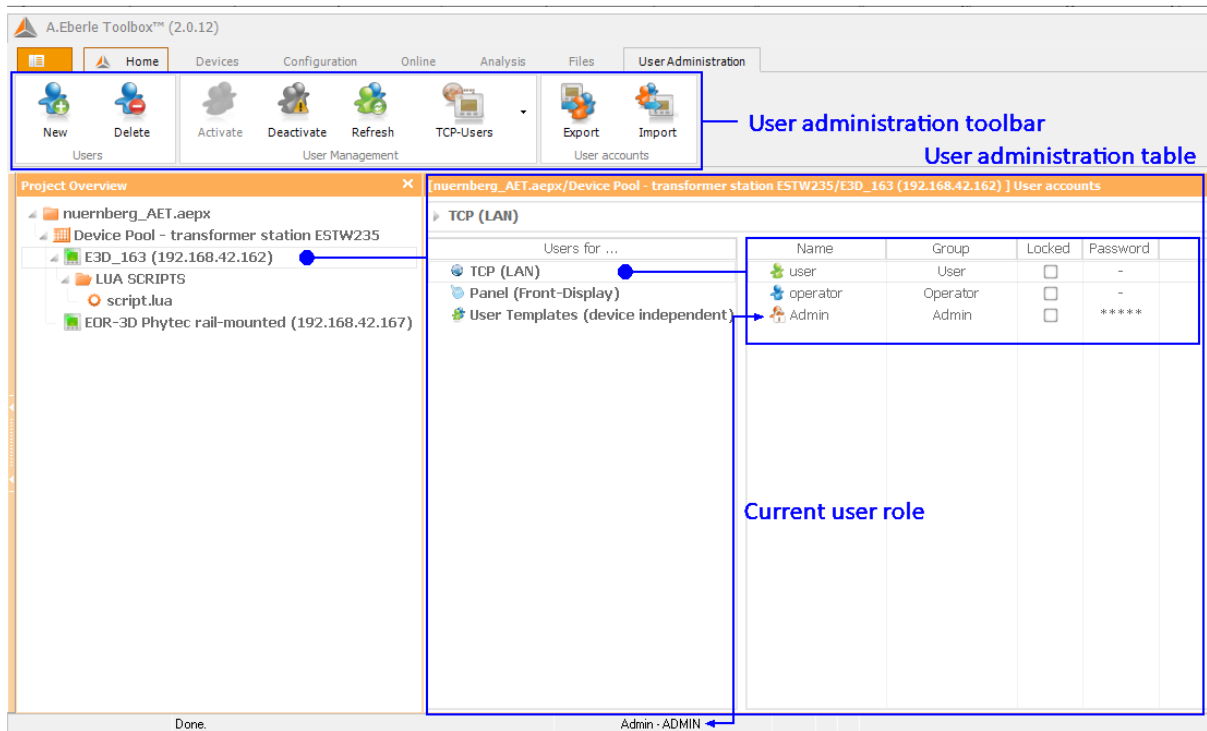 A.Eberle Toolbox™ (2.0.12)
Home Devices Configuration Online Analysis Files User Administration
New Delete Activate Deactivate Refresh TCP-Users Export Import
Users User Management User accounts
User administration toolbar
User administration table
Project Overview
[nuernberg_AET.aepx/Device Pool - transformer station ESTW235/E3D_163 (192.168.42.162) ] User accounts
nuernberg_AET.aepx
Device Pool - transformer station ESTW235
E3D_163 (192.168.42.162)
LUA SCRIPTS
script.lua
EOR-3D Phytec rail-mounted (192.168.42.167)
TCP (LAN)
Users for ...
TCP (LAN)
Panel (Front-Display)
User Templates (device independent)
Name Group Locked Password
user User -
operator Operator -
Admin Admin *****
Current user role
Done. Admin - ADMIN